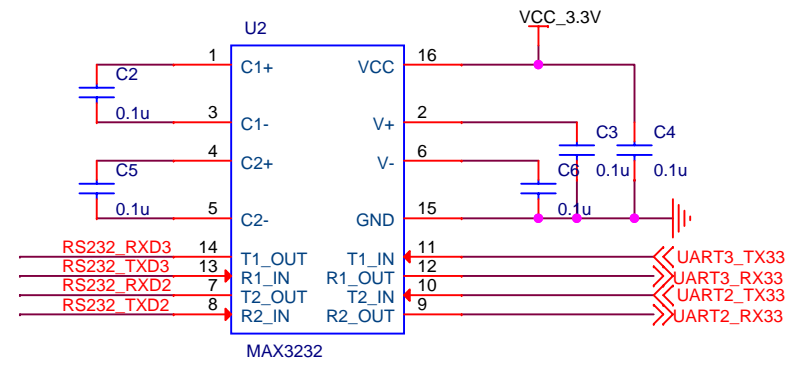 VCC_3.3V
U2
1 C1+ VCC 16
C2
0.1u
3 C1- V+ 2
C3 C4
4 C2+ V- 6
C5 C6 0.1u 0.1u
0.1u 0.1u
5 C2- GND 15
RS232_RXD3 14 T1_OUT T1_IN 11 UART3_TX33
RS232_TXD3 13 R1_IN R1_OUT 12 UART3_RX33
RS232_RXD2 7 T2_OUT T2_IN 10 UART2_TX33
RS232_TXD2 8 R2_IN R2_OUT 9 UART2_RX33
MAX3232